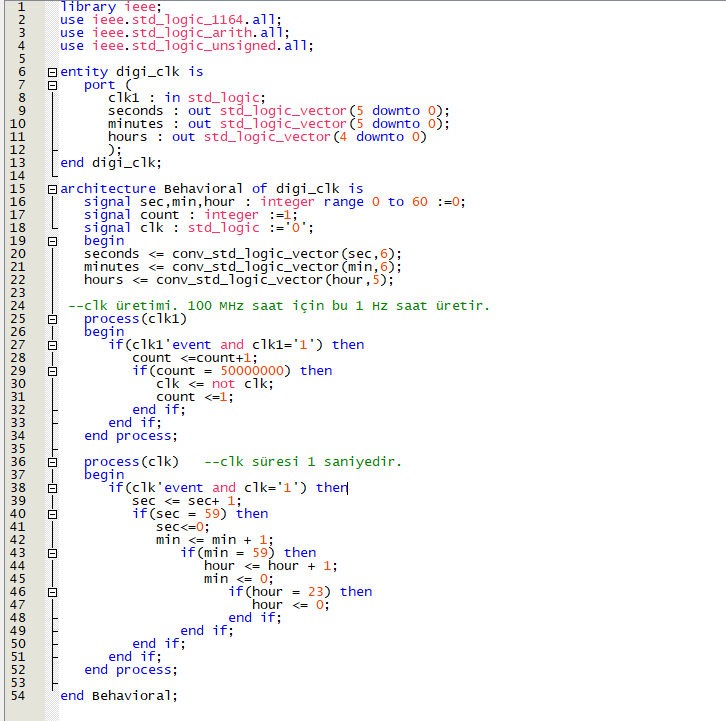 1 library ieee;
2 use ieee.std_logic_1164.all;
3 use ieee.std_logic_arith.all;
4 use ieee.std_logic_unsigned.all;
5
6 entity digi_clk is
7 port (
8 clk1 : in std_logic;
9 seconds : out std_logic_vector(5 downto 0);
10 minutes : out std_logic_vector(5 downto 0);
11 hours : out std_logic_vector(4 downto 0)
12 );
13 end digi_clk;
14
15 architecture Behavioral of digi_clk is
16 signal sec,min,hour : integer range 0 to 60 :=0;
17 signal count : integer :=1;
18 signal clk : std_logic :='0';
19 begin
20 seconds <= conv_std_logic_vector(sec,6);
21 minutes <= conv_std_logic_vector(min,6);
22 hours <= conv_std_logic_vector(hour,5);
23
24 --clk üretimi. 100 MHz saat için bu 1 Hz saat üretir.
25 process(clk1)
26 begin
27 if(clk1'event and clk1='1') then
28 count <=count+1;
29 if(count = 50000000) then
30 clk <= not clk;
31 count <=1;
32 end if;
33 end if;
34 end process;
35
36 process(clk) --clk süresi 1 saniyedir.
37 begin
38 if(clk'event and clk='1') then
39 sec <= sec+ 1;
40 if(sec = 59) then
41 sec<=0;
42 min <= min + 1;
43 if(min = 59) then
44 hour <= hour + 1;
45 min <= 0;
46 if(hour = 23) then
47 hour <= 0;
48 end if;
49 end if;
50 end if;
51 end if;
52 end process;
53
54 end Behavioral;